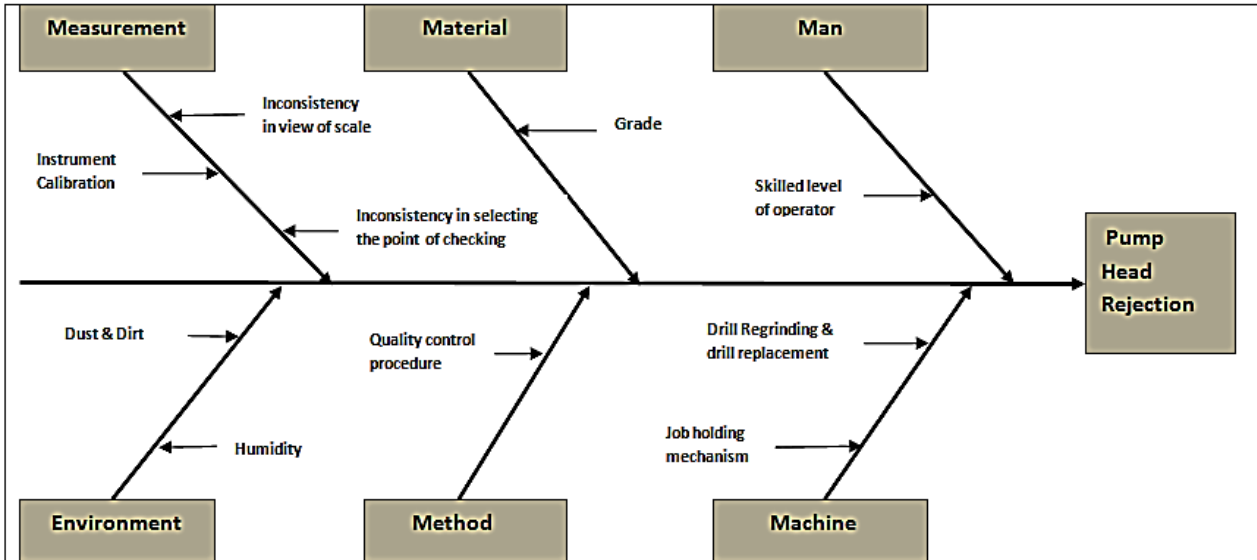 Measurement
Material
Man
Inconsistency
in view of scale
Grade
Instrument
Calibration
Skilled level
of operator
Inconsistency in selecting
the point of checking
Pump
Head
Rejection
Dust & Dirt
Quality control
procedure
Drill Regrinding &
drill replacement
Humidity
Job holding
mechanism
Environment
Method
Machine